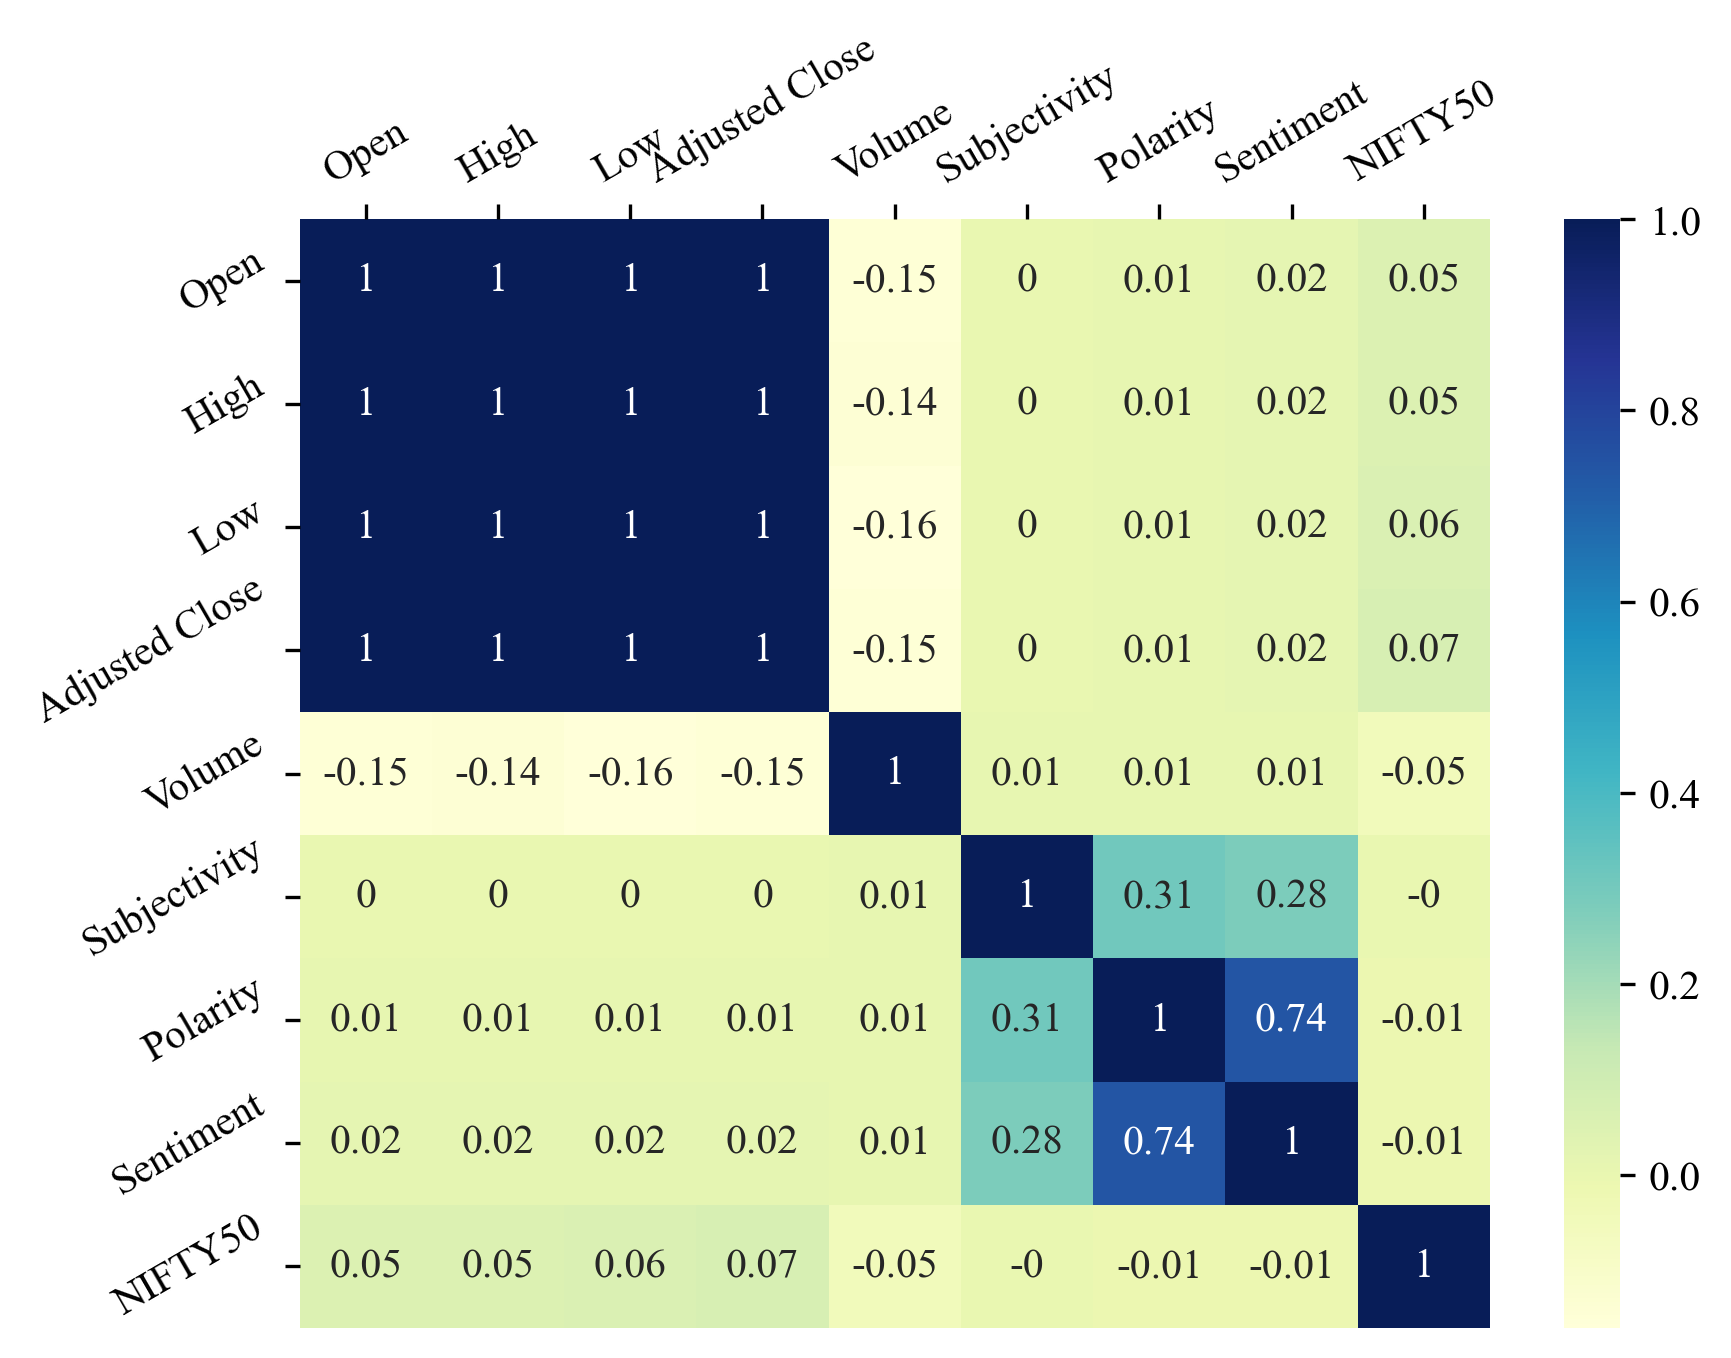 Open High Low Adjusted Close Volume Subjectivity Polarity Sentiment NIFTY50
Open 1 1 1 1 -0.15 0 0.01 0.02 0.05
High 1 1 1 1 -0.14 0 0.01 0.02 0.05
Low 1 1 1 1 -0.16 0 0.01 0.02 0.06
Adjusted Close 1 1 1 1 -0.15 0 0.01 0.02 0.07
Volume -0.15 -0.14 -0.16 -0.15 1 0.01 0.01 0.01 -0.05
Subjectivity 0 0 0 0 0.01 1 0.31 0.28 -0
Polarity 0.01 0.01 0.01 0.01 0.01 0.31 1 0.74 -0.01
Sentiment 0.02 0.02 0.02 0.02 0.01 0.28 0.74 1 -0.01
NIFTY50 0.05 0.05 0.06 0.07 -0.05 -0 -0.01 -0.01 1
1.0
0.8
0.6
0.4
0.2
0.0